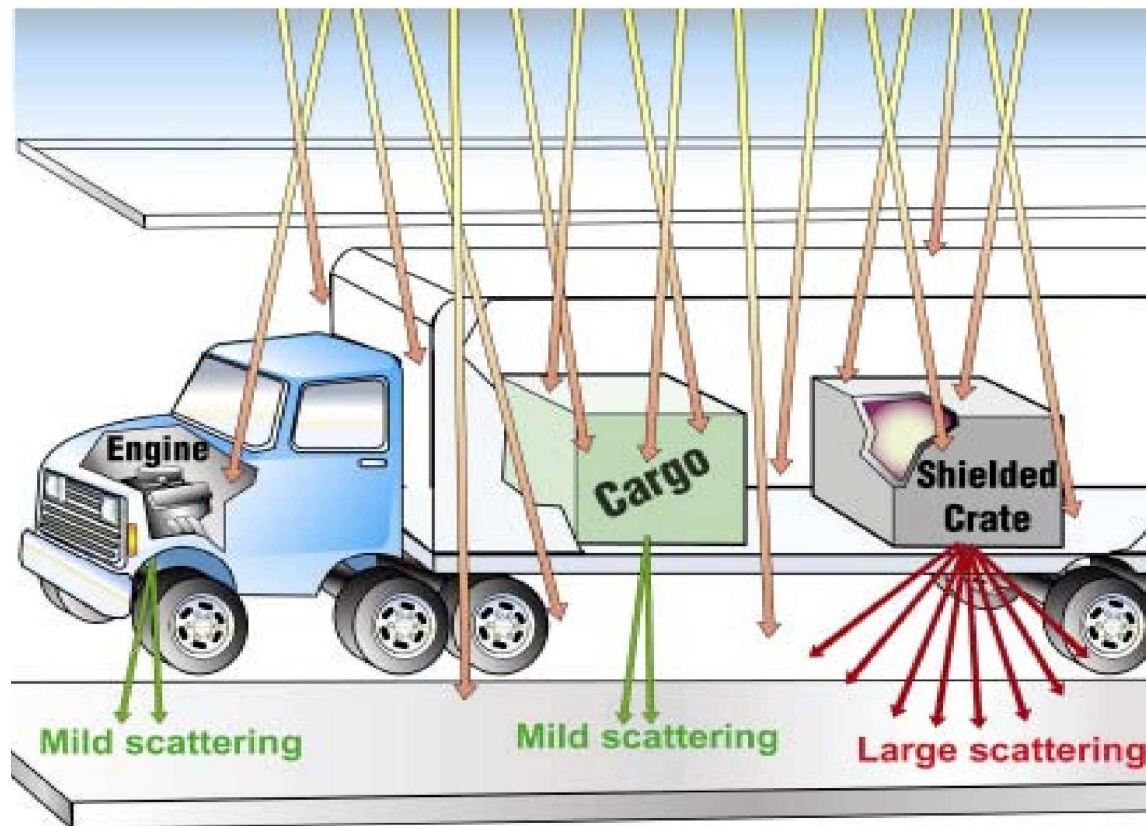 Engine
Cargo
Shielded
Crate
Mild scattering
Mild scattering
Large scattering